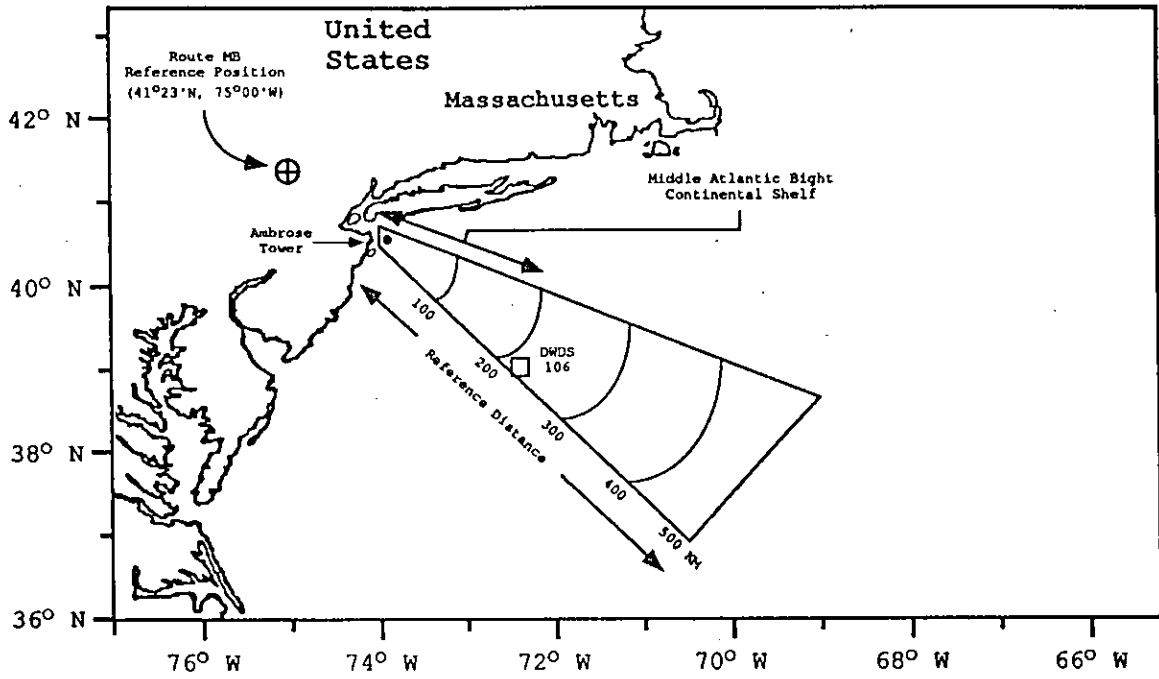 United
States
Route MB
Reference Position
(41°23'N, 75°00'W)
Massachusetts
42° N
Middle Atlantic Bight
Continental Shelf
Ambrose
Tower
40° N
100
200
DWDS
106
Reference Distance
300
38° N
400
500 KM
36° N
76° W
74° W
72° W
70° W
68° W
66° W